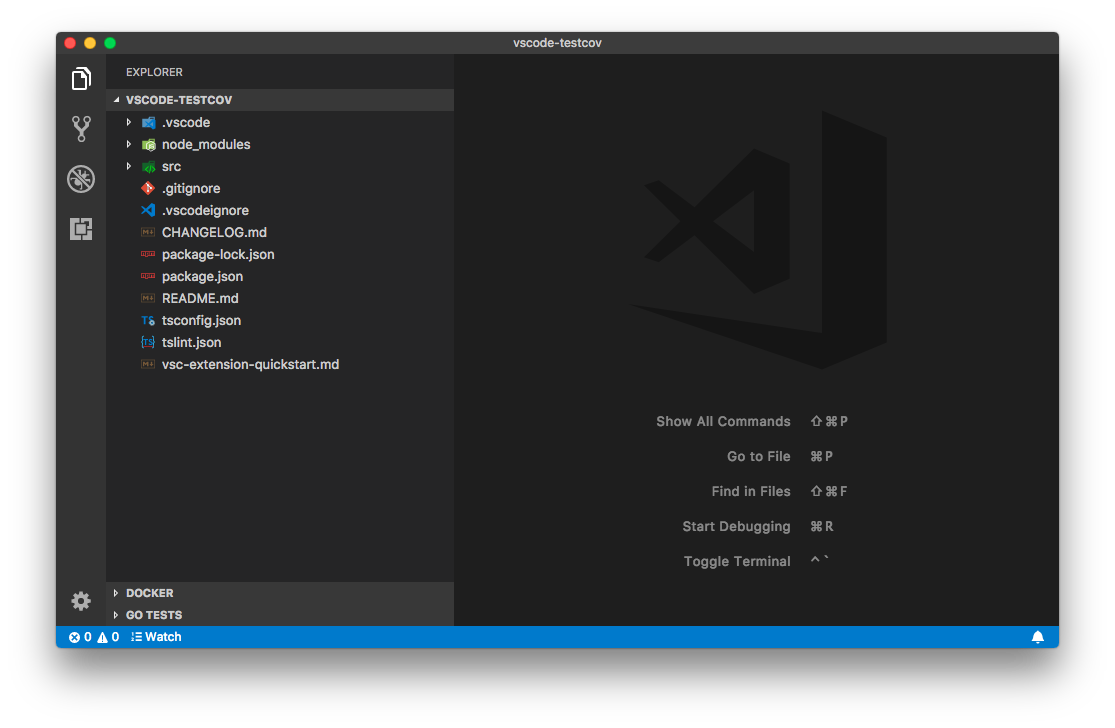 vscode-testcov
EXPLORER
VSCODE-TESTCOV
.vscode
node_modules
src
.gitignore
.vscodeignore
CHANGELOG.md
package-lock.json
package.json
README.md
tsconfig.json
tslint.json
vsc-extension-quickstart.md
Show All Commands ⇧⌘P
Go to File ⌘P
Find in Files ⇧⌘F
Start Debugging ⌘R
Toggle Terminal ^`
DOCKER
GO TESTS
0 0 Watch